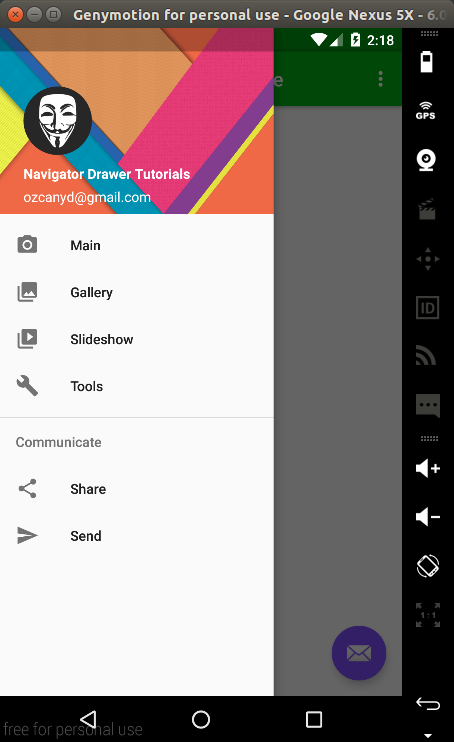 Genymotion for personal use - Google Nexus 5X - 6.0
2:18
e
Navigator Drawer Tutorials
ozcanyd@gmail.com
GPS
Main
Gallery
Slideshow
ID
Tools
Communicate
Share
Send
1:1
free for personal use